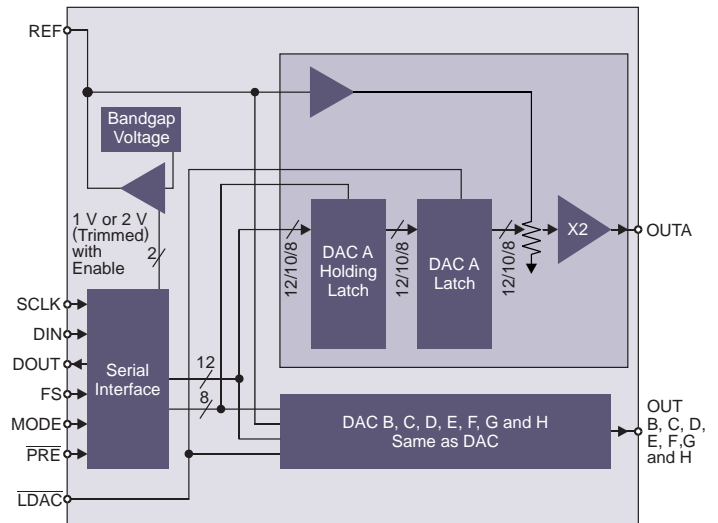 REF
Bandgap
Voltage
1 V or 2 V
(Trimmed)
with
Enable
2
SCLK
DIN
DOUT
FS
MODE
PRE
LDAC
Serial
Interface
12
8
12/10/8
DAC A
Holding
Latch
12/10/8
DAC A
Latch
12/10/8
X2
OUTA
DAC B, C, D, E, F, G and H
Same as DAC
OUT
B, C, D,
E, F,G
and H